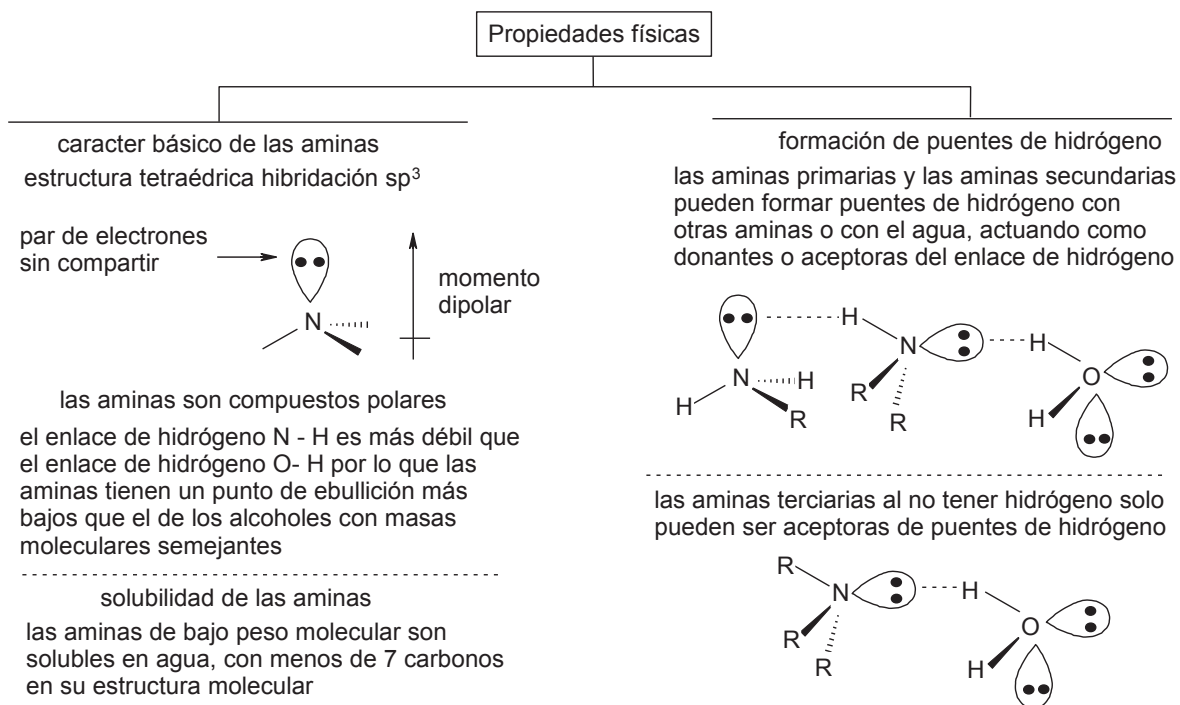 Propiedades físicas
caracter básico de las aminas
estructura tetraédrica hibridación sp³
par de electrones
sin compartir
N
momento
dipolar
las aminas son compuestos polares
el enlace de hidrógeno N - H es más débil que
el enlace de hidrógeno O- H por lo que las
aminas tienen un punto de ebullición más
bajos que el de los alcoholes con masas
moleculares semejantes
solubilidad de las aminas
las aminas de bajo peso molecular son
solubles en agua, con menos de 7 carbonos
en su estructura molecular
formación de puentes de hidrógeno
las aminas primarias y las aminas secundarias
pueden formar puentes de hidrógeno con
otras aminas o con el agua, actuando como
donantes o aceptoras del enlace de hidrógeno
H
N H
H
R
N
R
R
H
O
H
las aminas terciarias al no tener hidrógeno solo
pueden ser aceptoras de puentes de hidrógeno
R
N H
R
R
O
H